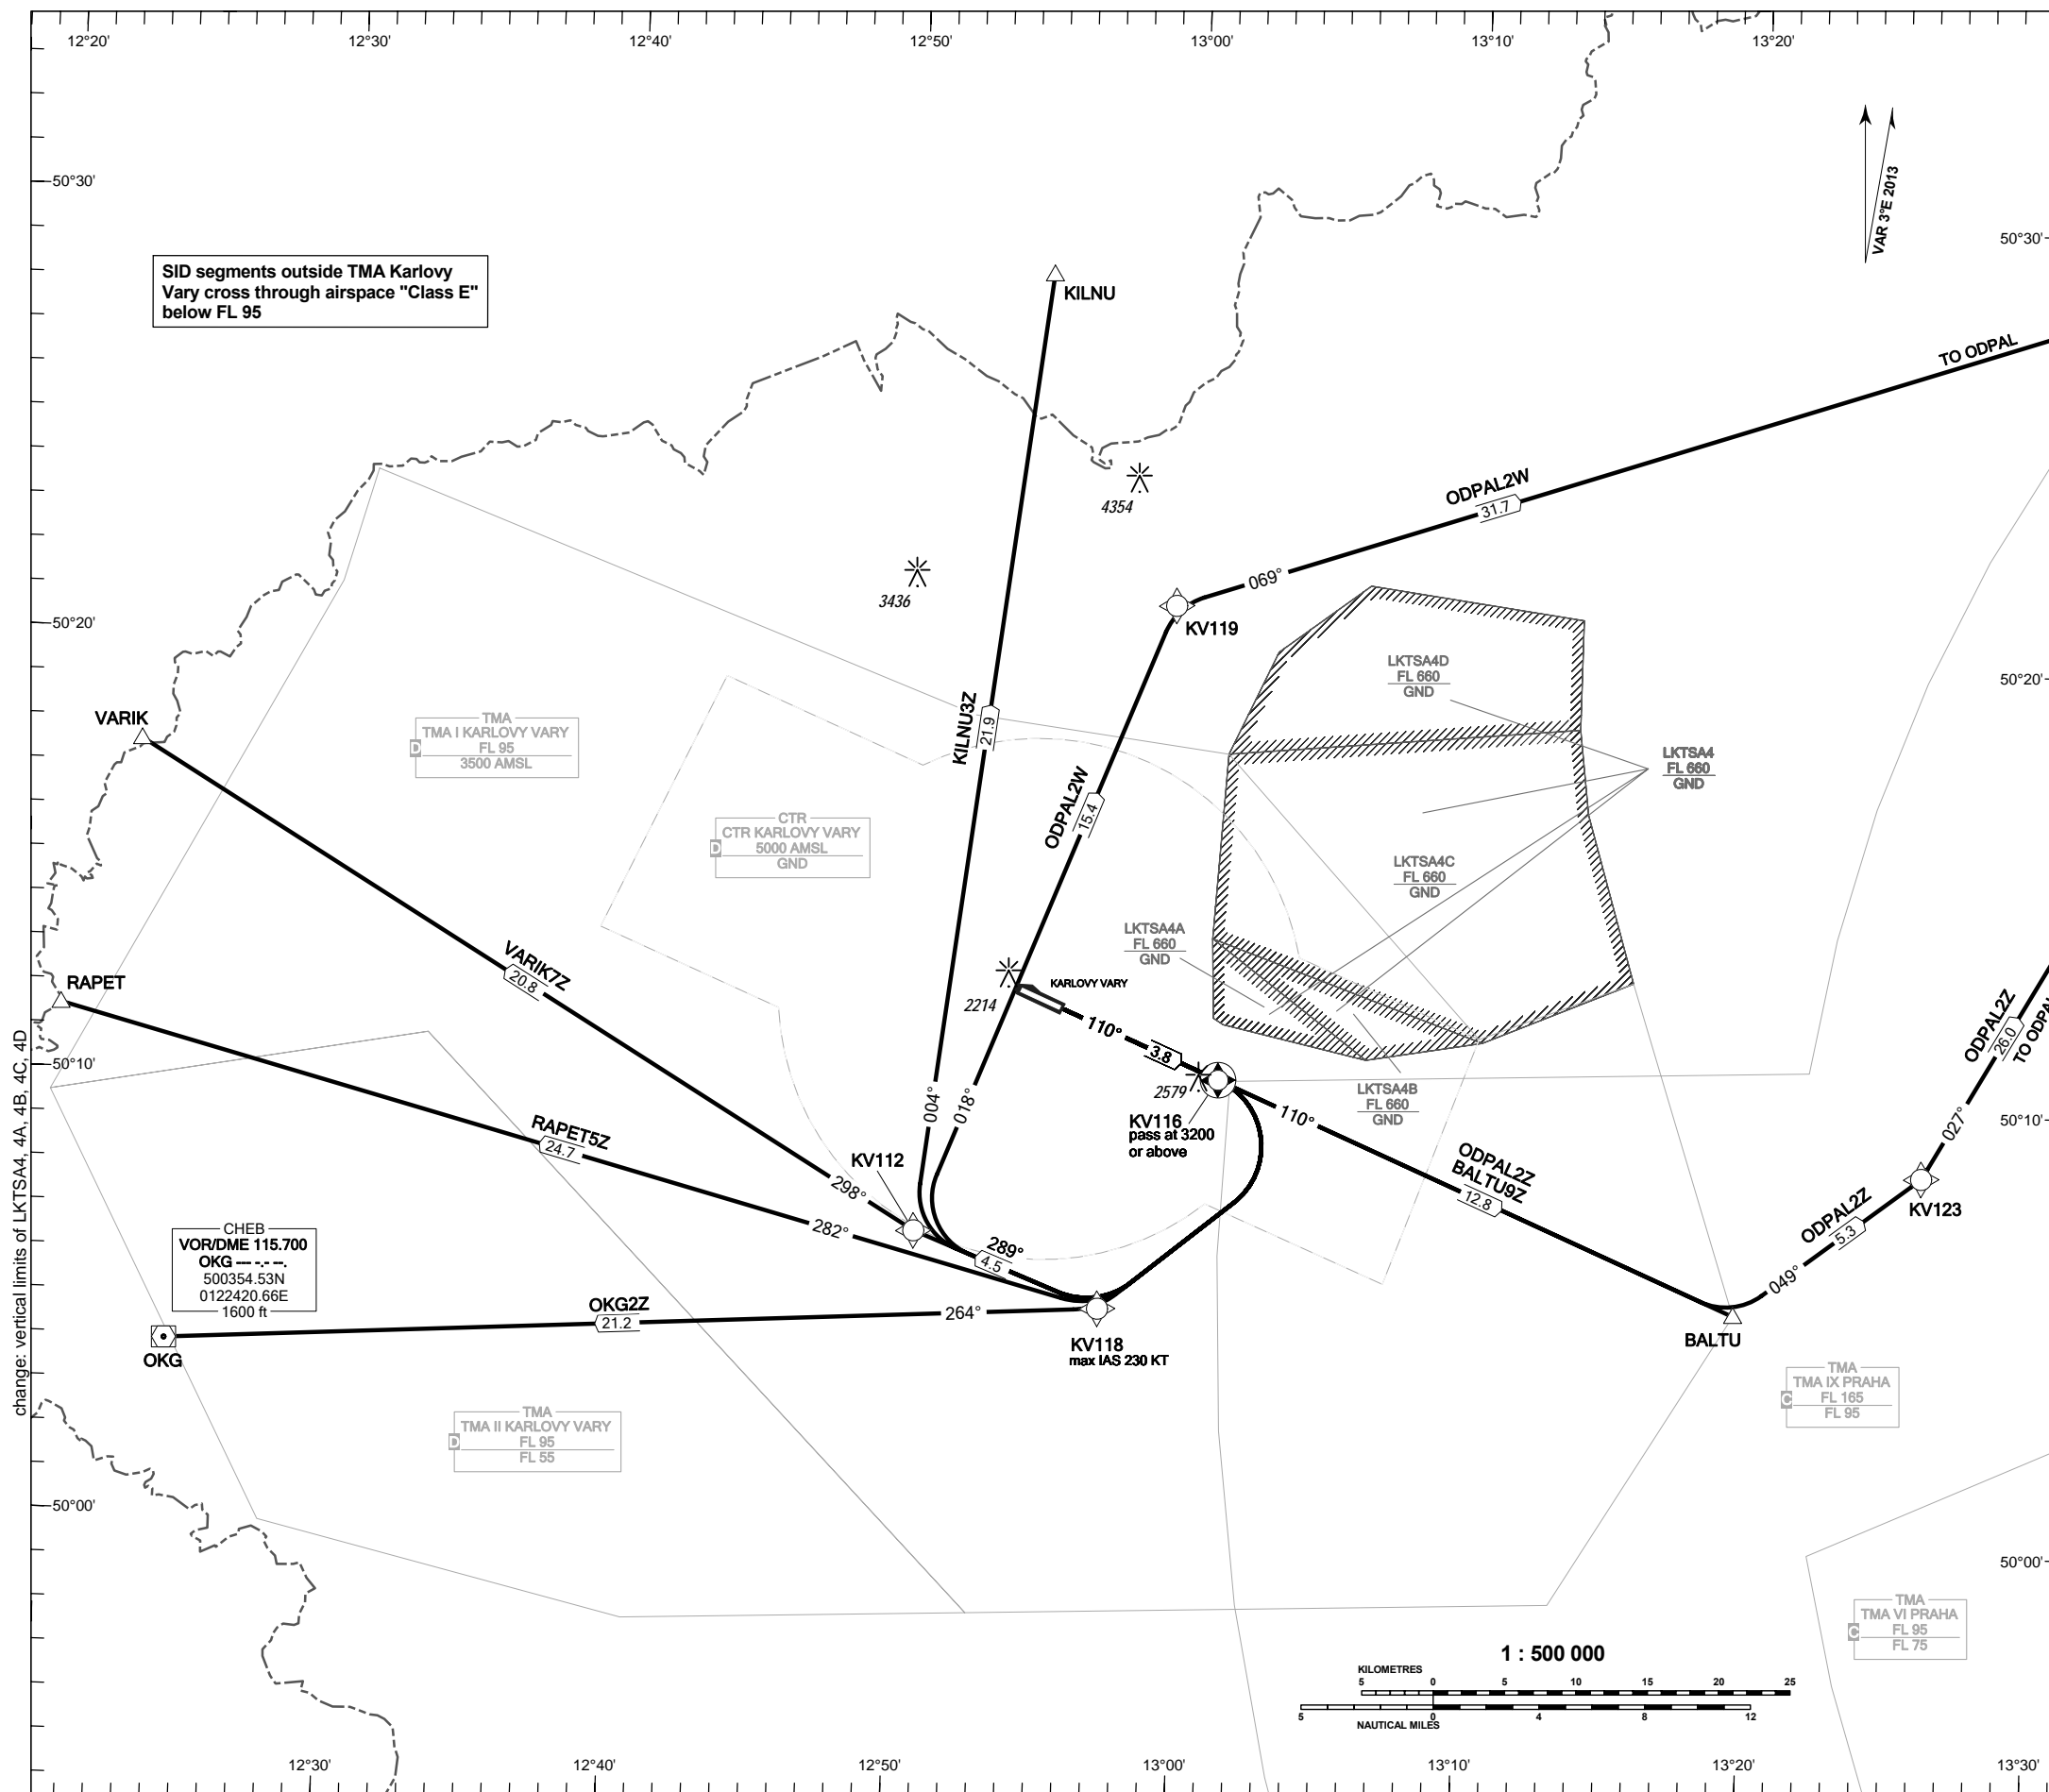 12°20'
12°30'
12°40'
12°50'
13°00'
13°10'
13°20'
VAR 3°E 2013
50°30'
50°30'
SID segments outside TMA Karlovy
Vary cross through airspace "Class E"
below FL 95
KILNU
TO ODPAL
ODPAL2W
31.7
4354
3436
069°
KV119
50°20'
50°20'
LKTSA4D
FL 660
GND
VARIK
TMA
TMA I KARLOVY VARY
D
FL 95
3500 AMSL
KILNU3Z
21.9
LKTSA4
FL 660
GND
ODPAL2W
15.4
CTR
CTR KARLOVY VARY
D
5000 AMSL
GND
LKTSA4C
FL 660
GND
LKTSA4A
FL 660
GND
VARIK7Z
20.8
RAPET
2214
KARLOVY VARY
110°
3.8
ODPAL2Z
26.0
TO ODPAL
50°10'
50°10'
2579
LKTSA4B
FL 660
GND
004°
018°
KV116
pass at 3200
or above
110°
027°
RAPET5Z
24.7
KV112
298°
282°
ODPAL2Z
BALTU9Z
12.8
KV123
ODPAL2Z
5.3
049°
289°
4.5
CHEB
VOR/DME 115.700
OKG --- -.- --.
500354.53N
0122420.66E
1600 ft
OKG2Z
21.2
264°
OKG
KV118
max IAS 230 KT
BALTU
TMA
TMA IX PRAHA
C
FL 165
FL 95
TMA
TMA II KARLOVY VARY
D
FL 95
FL 55
change: vertical limits of LKTSA4, 4A, 4B, 4C, 4D
50°00'
50°00'
TMA
TMA VI PRAHA
C
FL 95
FL 75
1 : 500 000
KILOMETRES
5 0 5 10 15 20 25
5 0 4 8 12
NAUTICAL MILES
12°30'
12°40'
12°50'
13°00'
13°10'
13°20'
13°30'